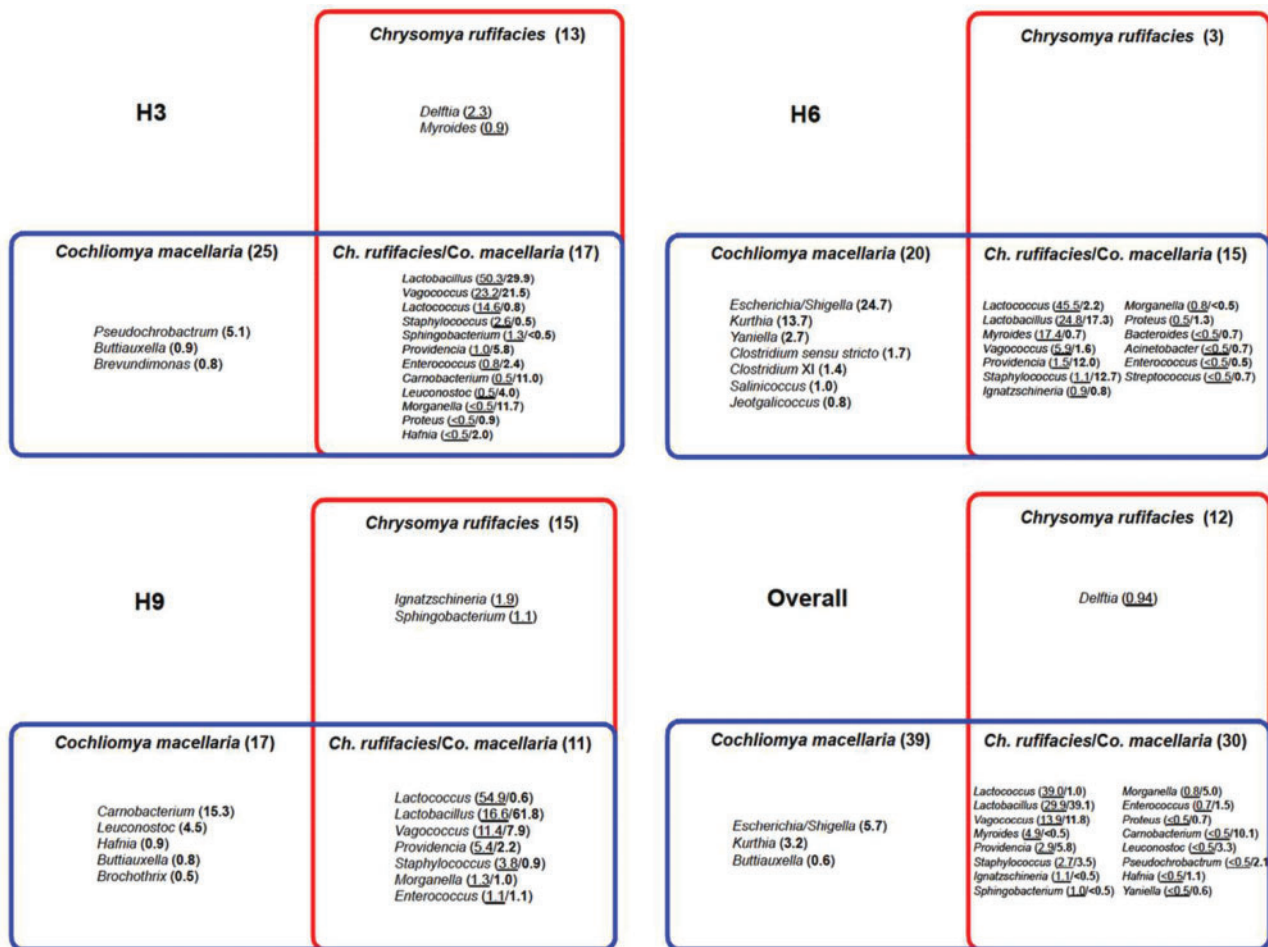 Chrysomya rufifacies (13)
H3
Delftia (2.3)
Myroides (0.9)
Cochliomya macellaria (25)
Pseudochrobactrum (5.1)
Buttiauxella (0.9)
Brevundimonas (0.8)
Ch. rufifacies/Co. macellaria (17)
Lactobacillus (50.3/29.9)
Vagococcus (23.2/21.5)
Lactococcus (14.6/0.8)
Staphylococcus (2.6/0.5)
Sphingobacterium (1.3/<0.5)
Providencia (1.0/5.8)
Enterococcus (0.8/2.4)
Carnobacterium (0.5/11.0)
Leuconostoc (0.5/4.0)
Morganella (<0.5/11.7)
Proteus (<0.5/0.9)
Hafnia (<0.5/2.0)
Chrysomya rufifacies (3)
H6
Cochliomya macellaria (20)
Escherichia/Shigella (24.7)
Kurthia (13.7)
Yaniella (2.7)
Clostridium sensu stricto (1.7)
Clostridium XI (1.4)
Salinicoccus (1.0)
Jeotgalicoccus (0.8)
Ch. rufifacies/Co. macellaria (15)
Lactococcus (45.5/2.2)
Lactobacillus (24.8/17.3)
Myroides (17.4/0.7)
Vagococcus (5.9/1.6)
Providencia (1.5/12.0)
Staphylococcus (1.1/12.7)
Ignatzschineria (0.9/0.8)
Morganella (0.8/<0.5)
Proteus (0.5/1.3)
Bacteroides (<0.5/0.7)
Acinetobacter (<0.5/0.7)
Enterococcus (<0.5/0.5)
Streptococcus (<0.5/0.7)
Chrysomya rufifacies (15)
H9
Ignatzschineria (1.9)
Sphingobacterium (1.1)
Cochliomya macellaria (17)
Carnobacterium (15.3)
Leuconostoc (4.5)
Hafnia (0.9)
Buttiauxella (0.8)
Brochothrix (0.5)
Ch. rufifacies/Co. macellaria (11)
Lactococcus (54.9/0.6)
Lactobacillus (16.6/61.8)
Vagococcus (11.4/7.9)
Providencia (5.4/2.2)
Staphylococcus (3.8/0.9)
Morganella (1.3/1.0)
Enterococcus (1.1/1.1)
Chrysomya rufifacies (12)
Overall
Delftia (0.94)
Cochliomya macellaria (39)
Escherichia/Shigella (5.7)
Kurthia (3.2)
Buttiauxella (0.6)
Ch. rufifacies/Co. macellaria (30)
Lactococcus (39.0/1.0)
Lactobacillus (29.9/39.1)
Vagococcus (13.9/11.8)
Myroides (4.9/<0.5)
Providencia (2.9/5.8)
Staphylococcus (2.7/3.5)
Ignatzschineria (1.1/<0.5)
Sphingobacterium (1.0/<0.5)
Morganella (0.8/5.0)
Enterococcus (0.7/1.5)
Proteus (<0.5/0.7)
Carnobacterium (<0.5/10.1)
Leuconostoc (<0.5/3.3)
Pseudochrobactrum (<0.5/2.1
Hafnia (<0.5/1.1)
Yaniella (<0.5/0.6)